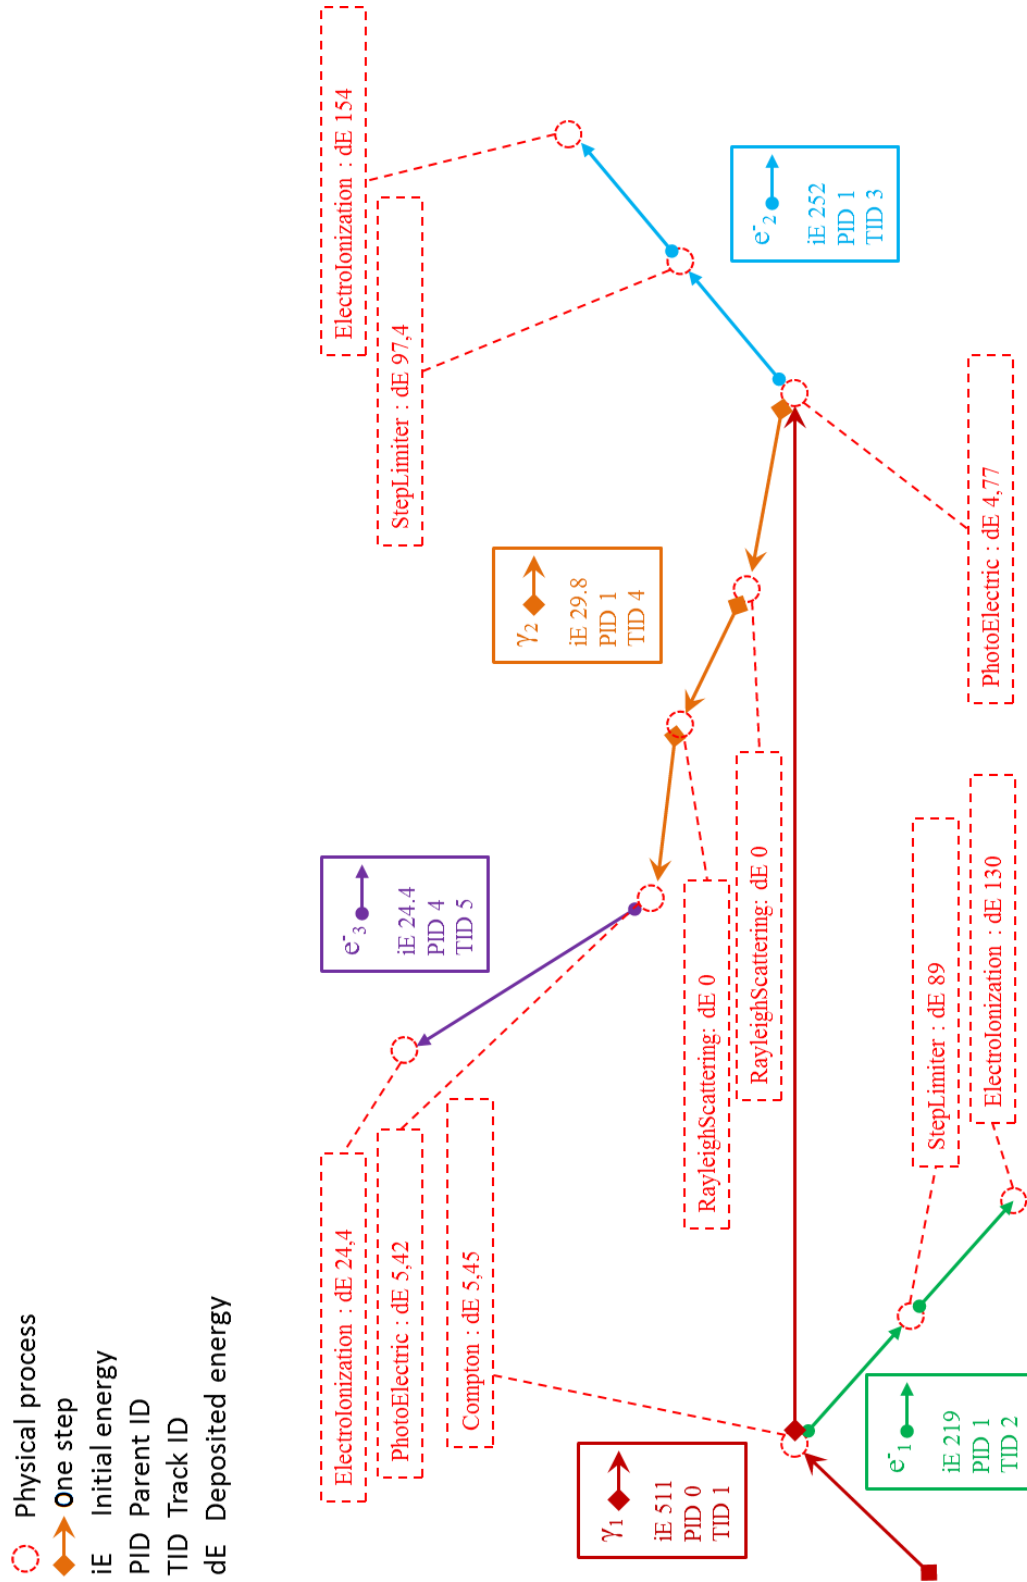 Physical process
One step
iE Initial energy
PID Parent ID
TID Track ID
dE Deposited energy
ElectroIonization : dE 24,4
PhotoElectric : dE 5,42
Compton : dE 5,45
γ1
iE 511
PID 0
TID 1
e-1
iE 219
PID 1
TID 2
StepLimiter : dE 89
ElectroIonization : dE 130
e-3
iE 24.4
PID 4
TID 5
RayleighScattering: dE 0
RayleighScattering: dE 0
γ2
iE 29.8
PID 1
TID 4
ElectroIonization : dE 154
StepLimiter : dE 97,4
e-2
iE 252
PID 1
TID 3
PhotoElectric : dE 4,77